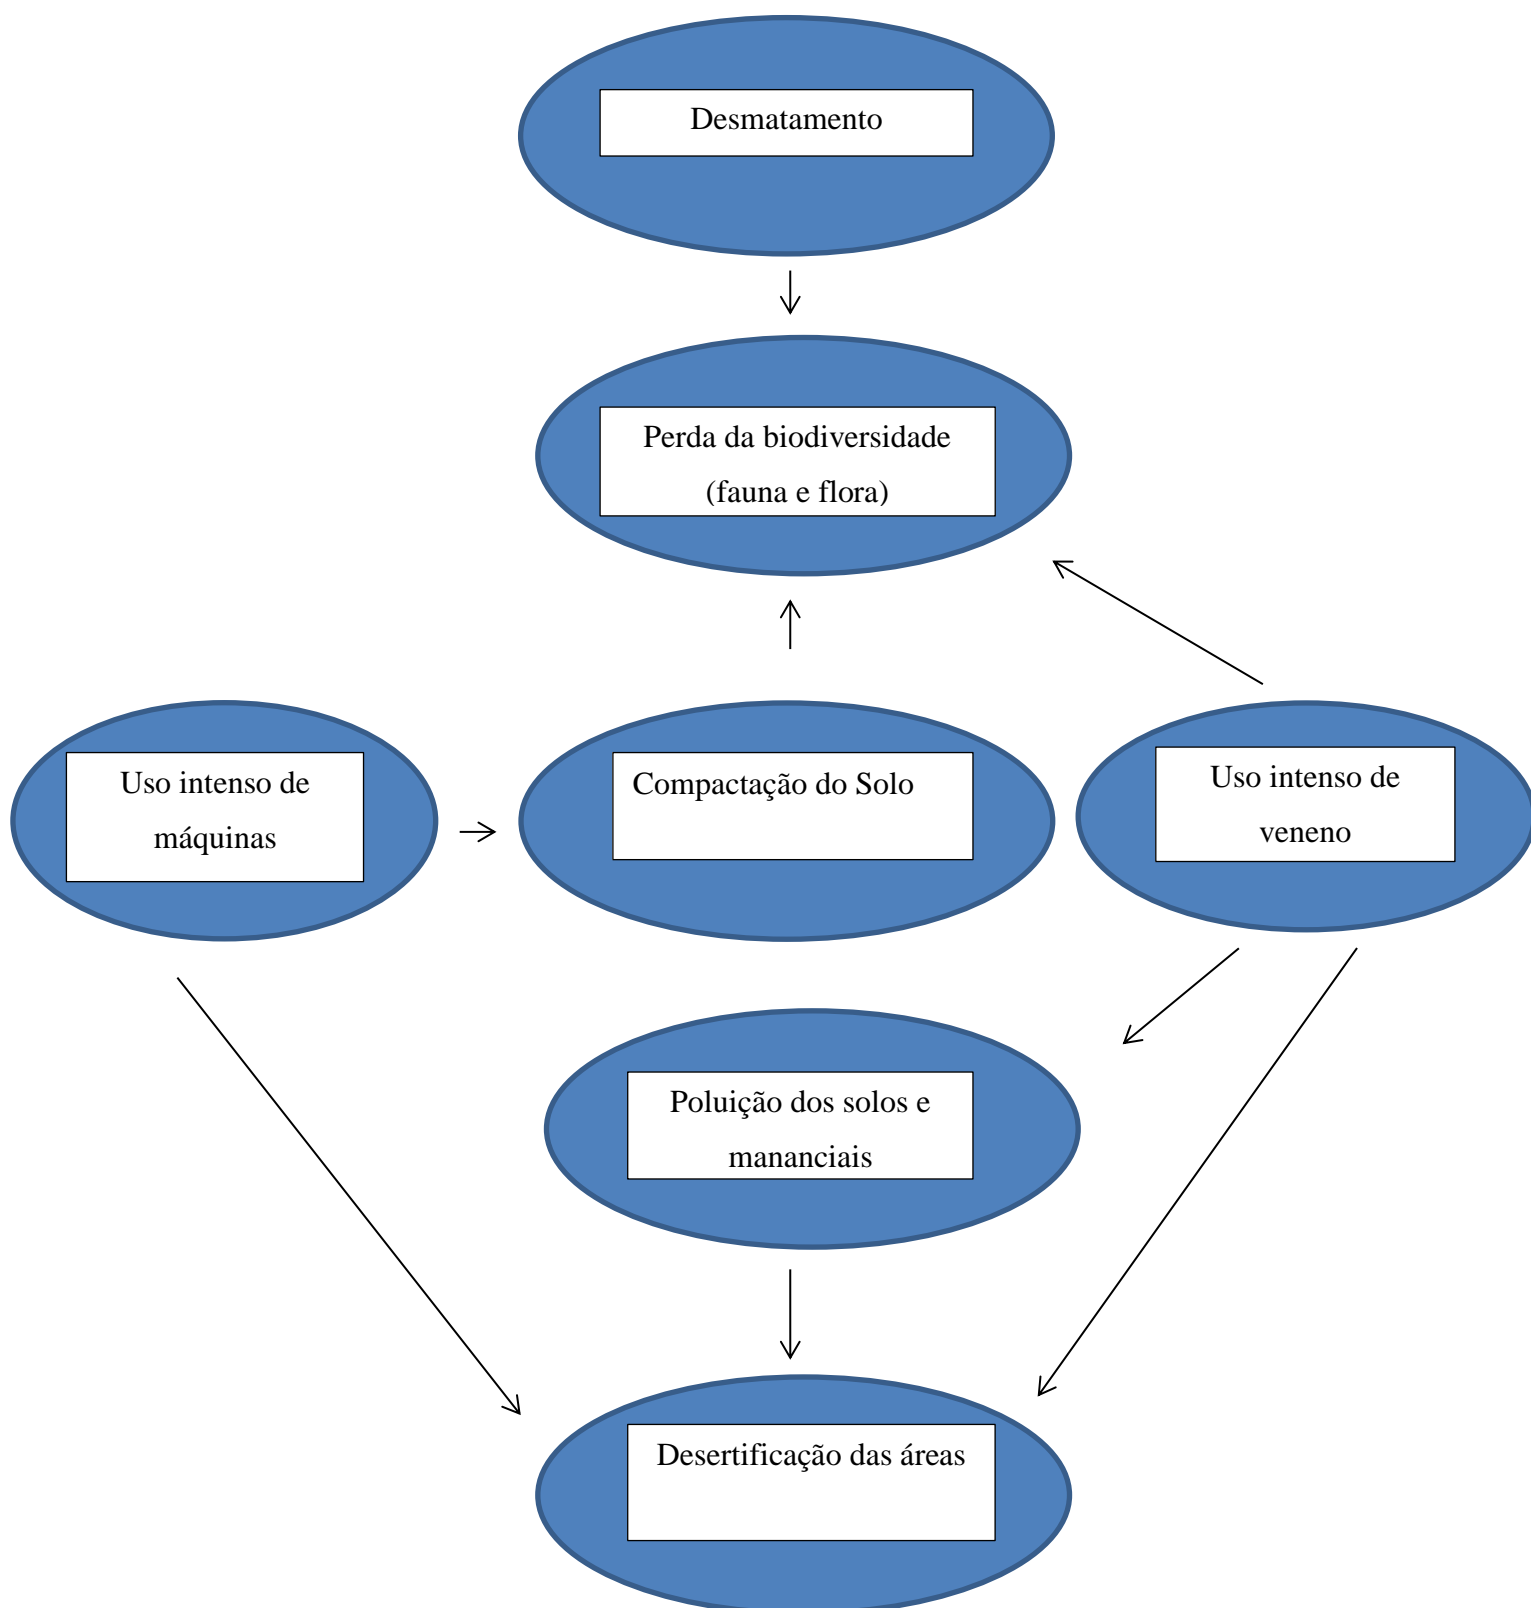 Desmatamento
Perda da biodiversidade
(fauna e flora)
Uso intenso de
máquinas
Compactação do Solo
Uso intenso de
veneno
Poluição dos solos e
mananciais
Desertificação das áreas